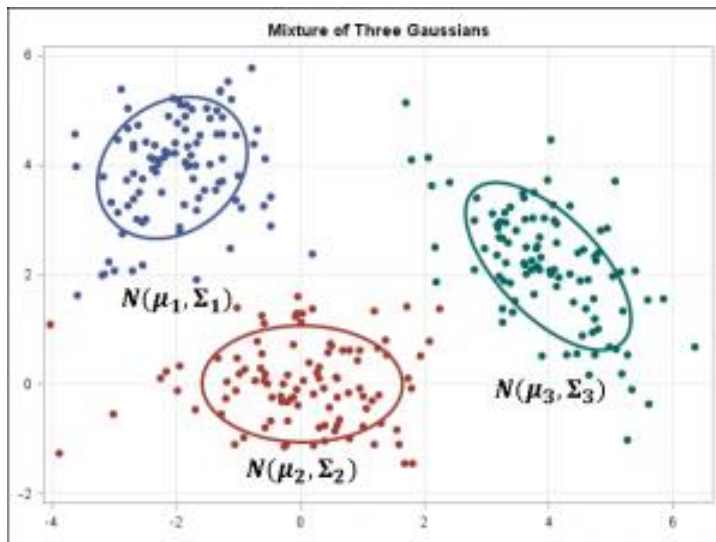 Mixture of Three Gaussians
6
4
2
0
-2
N(μ₁, Σ₁)
N(μ₂, Σ₂)
N(μ₃, Σ₃)
-4 -2 0 2 4 6